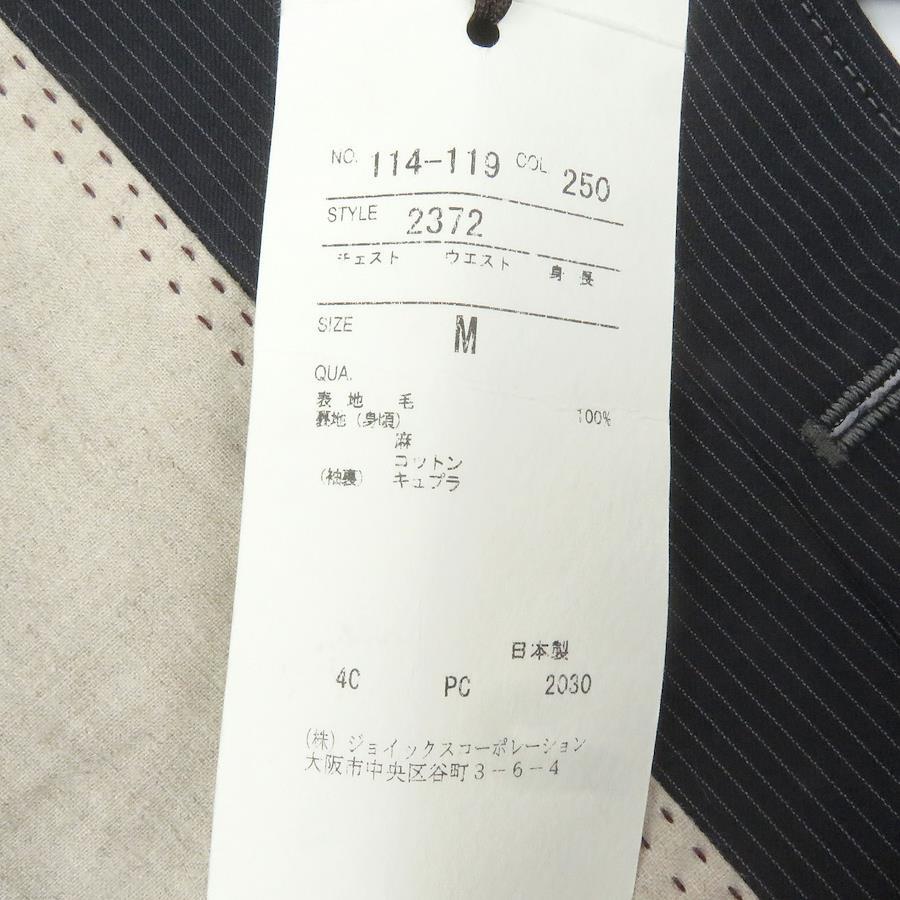 NO. 114-119 COL 250
STYLE 2372
チェスト ウエスト 身長
SIZE M
QUA.
表地 毛 100%
裏地(身頃)
麻
コットン
(袖裏) キュプラ
日本製
4C PC 2030
(株)ジョイックスコーポレーション
大阪市中央区谷町3-6-4